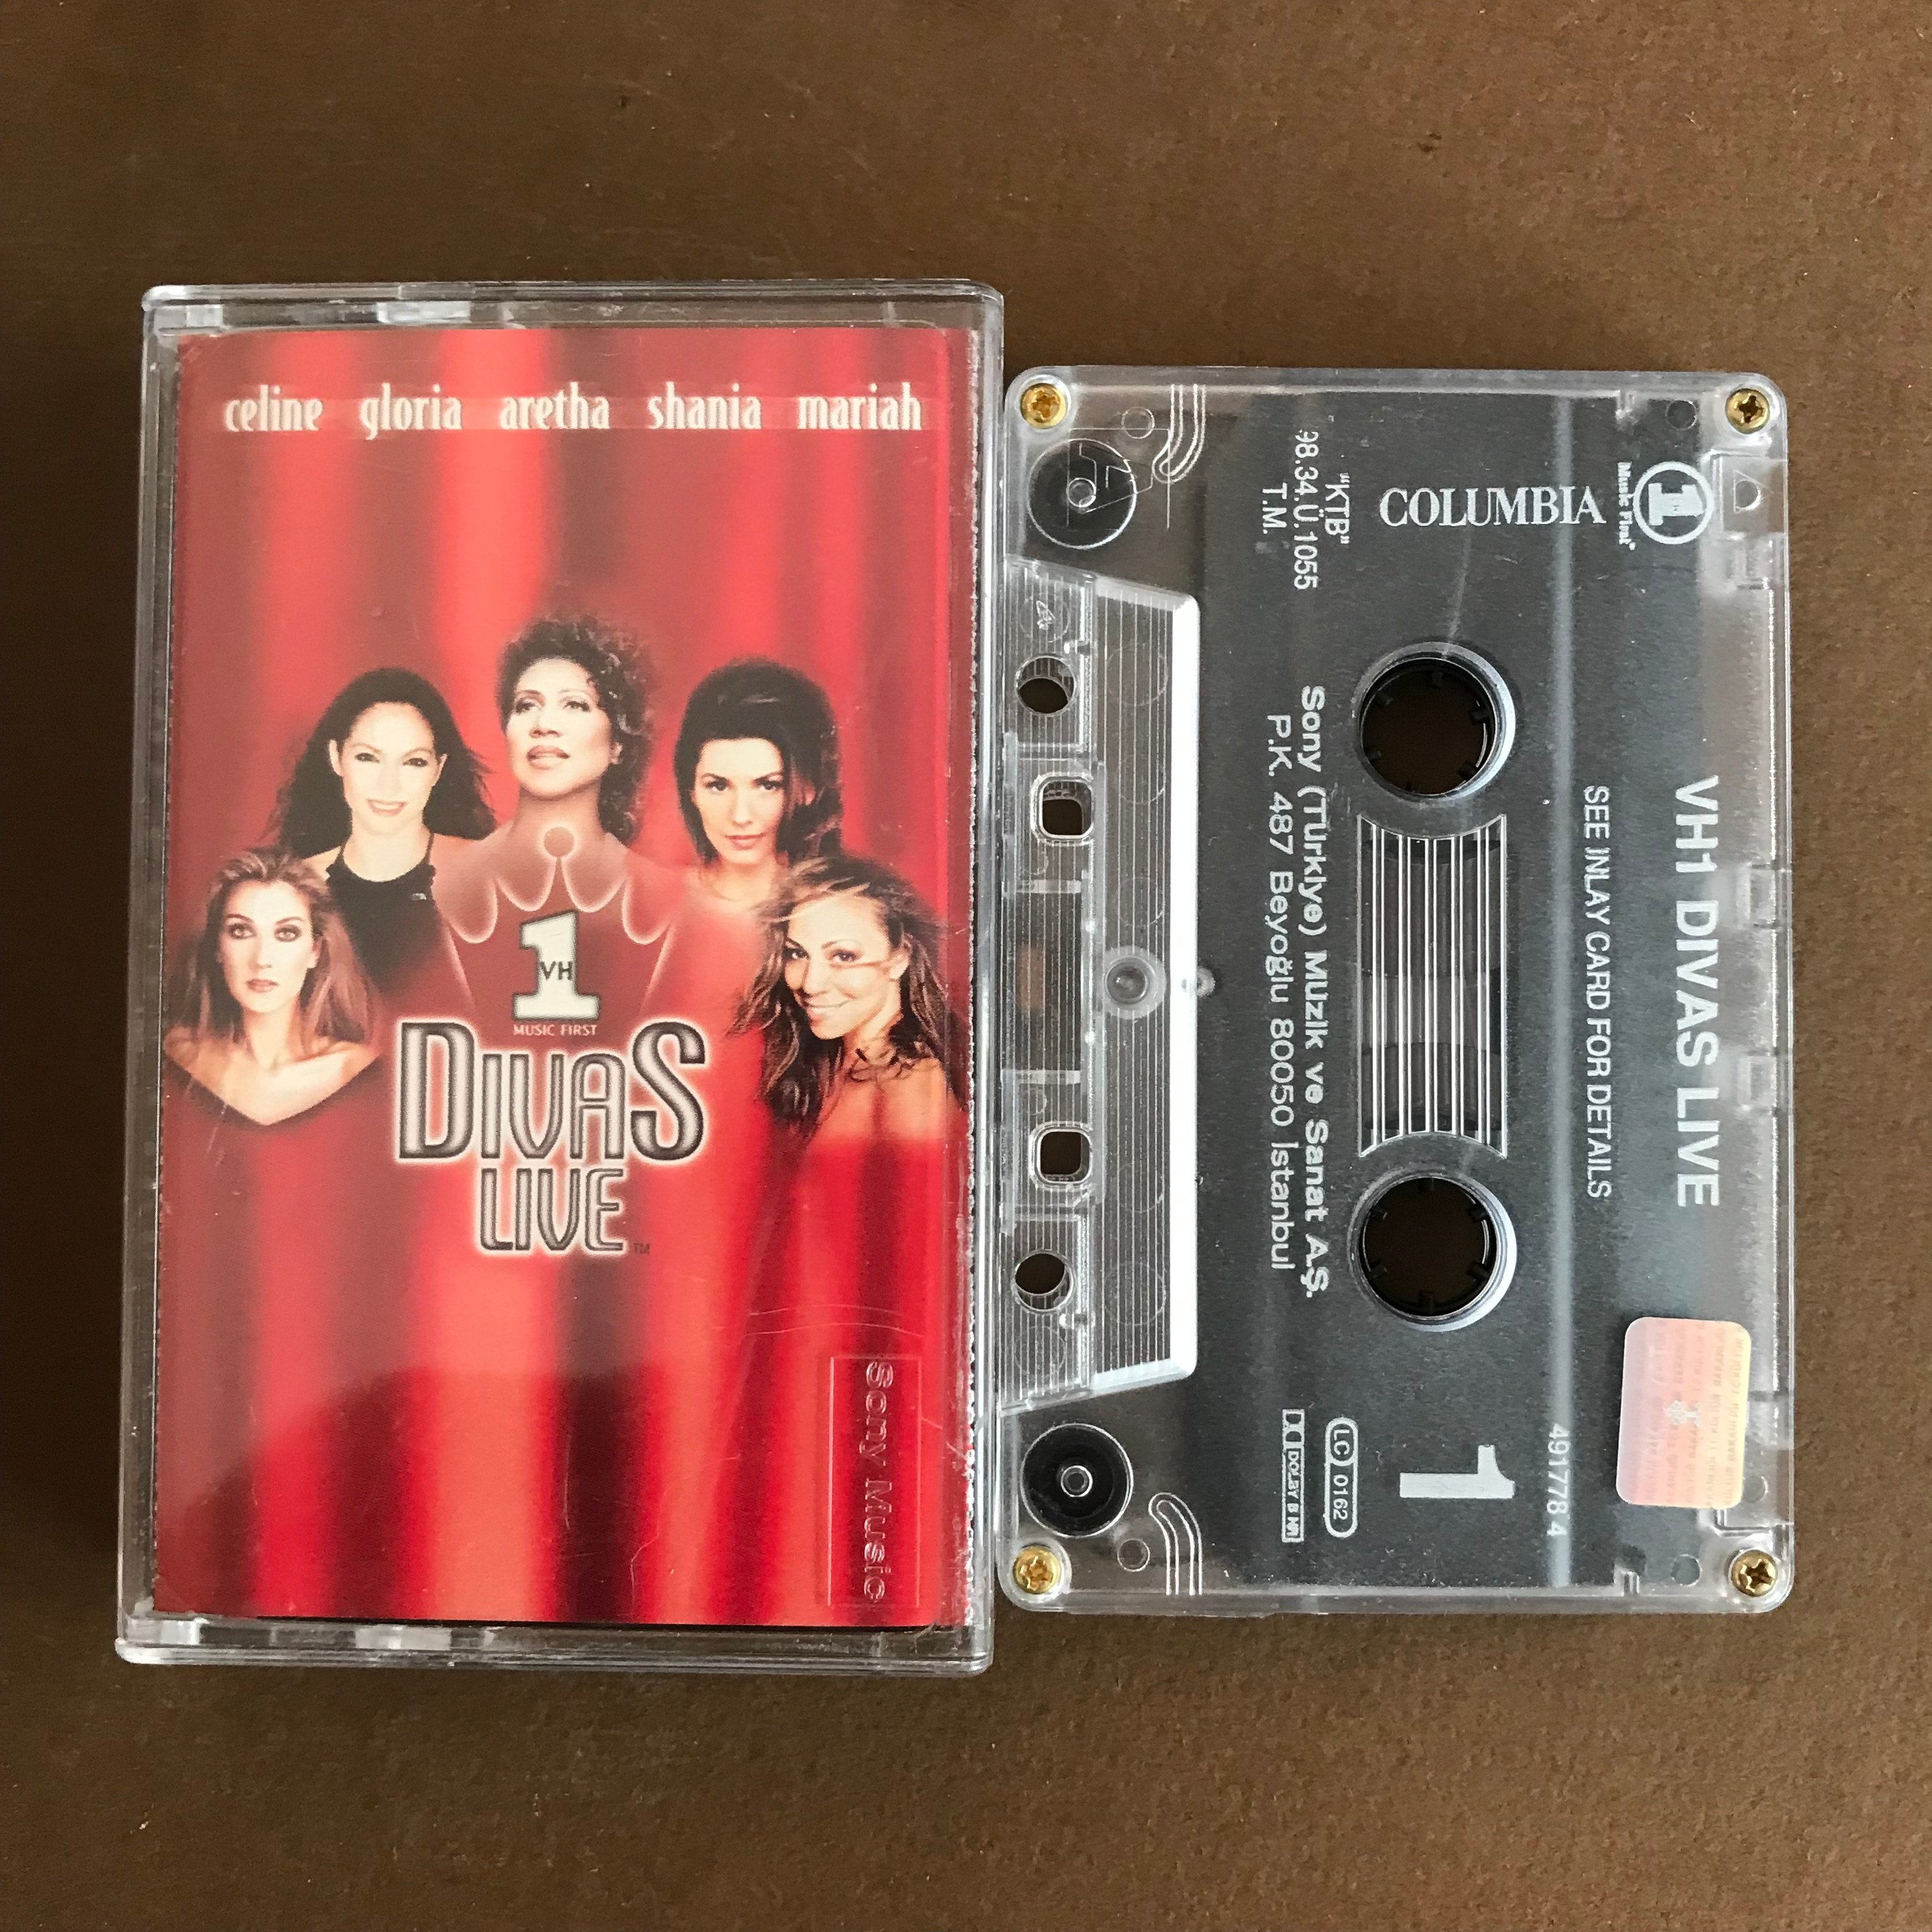 celine gloria aretha shania mariah
1
VH
MUSIC FIRST
DIVAS
LIVE
TM
Sony Music
VH1 DIVAS LIVE
SEE INLAY CARD FOR DETAILS
1
Music First
COLUMBIA
"KTB"
98.34.Ü.1055
T.M.
Sony (Türkiye) Müzik ve Sanat A.Ş.
P.K. 487 Beyoğlu 80050 İstanbul
491778 4
1
LC 0162
DOLBY B NR